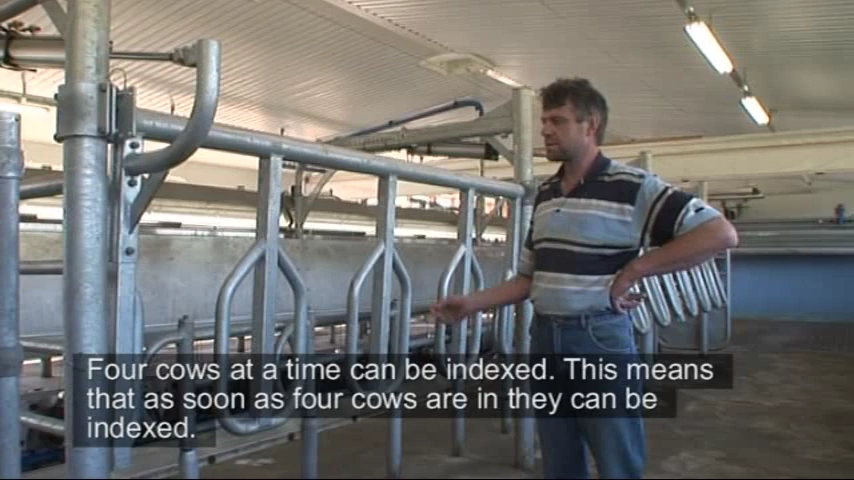 Four cows at a time can be indexed. This means
that as soon as four cows are in they can be
indexed.